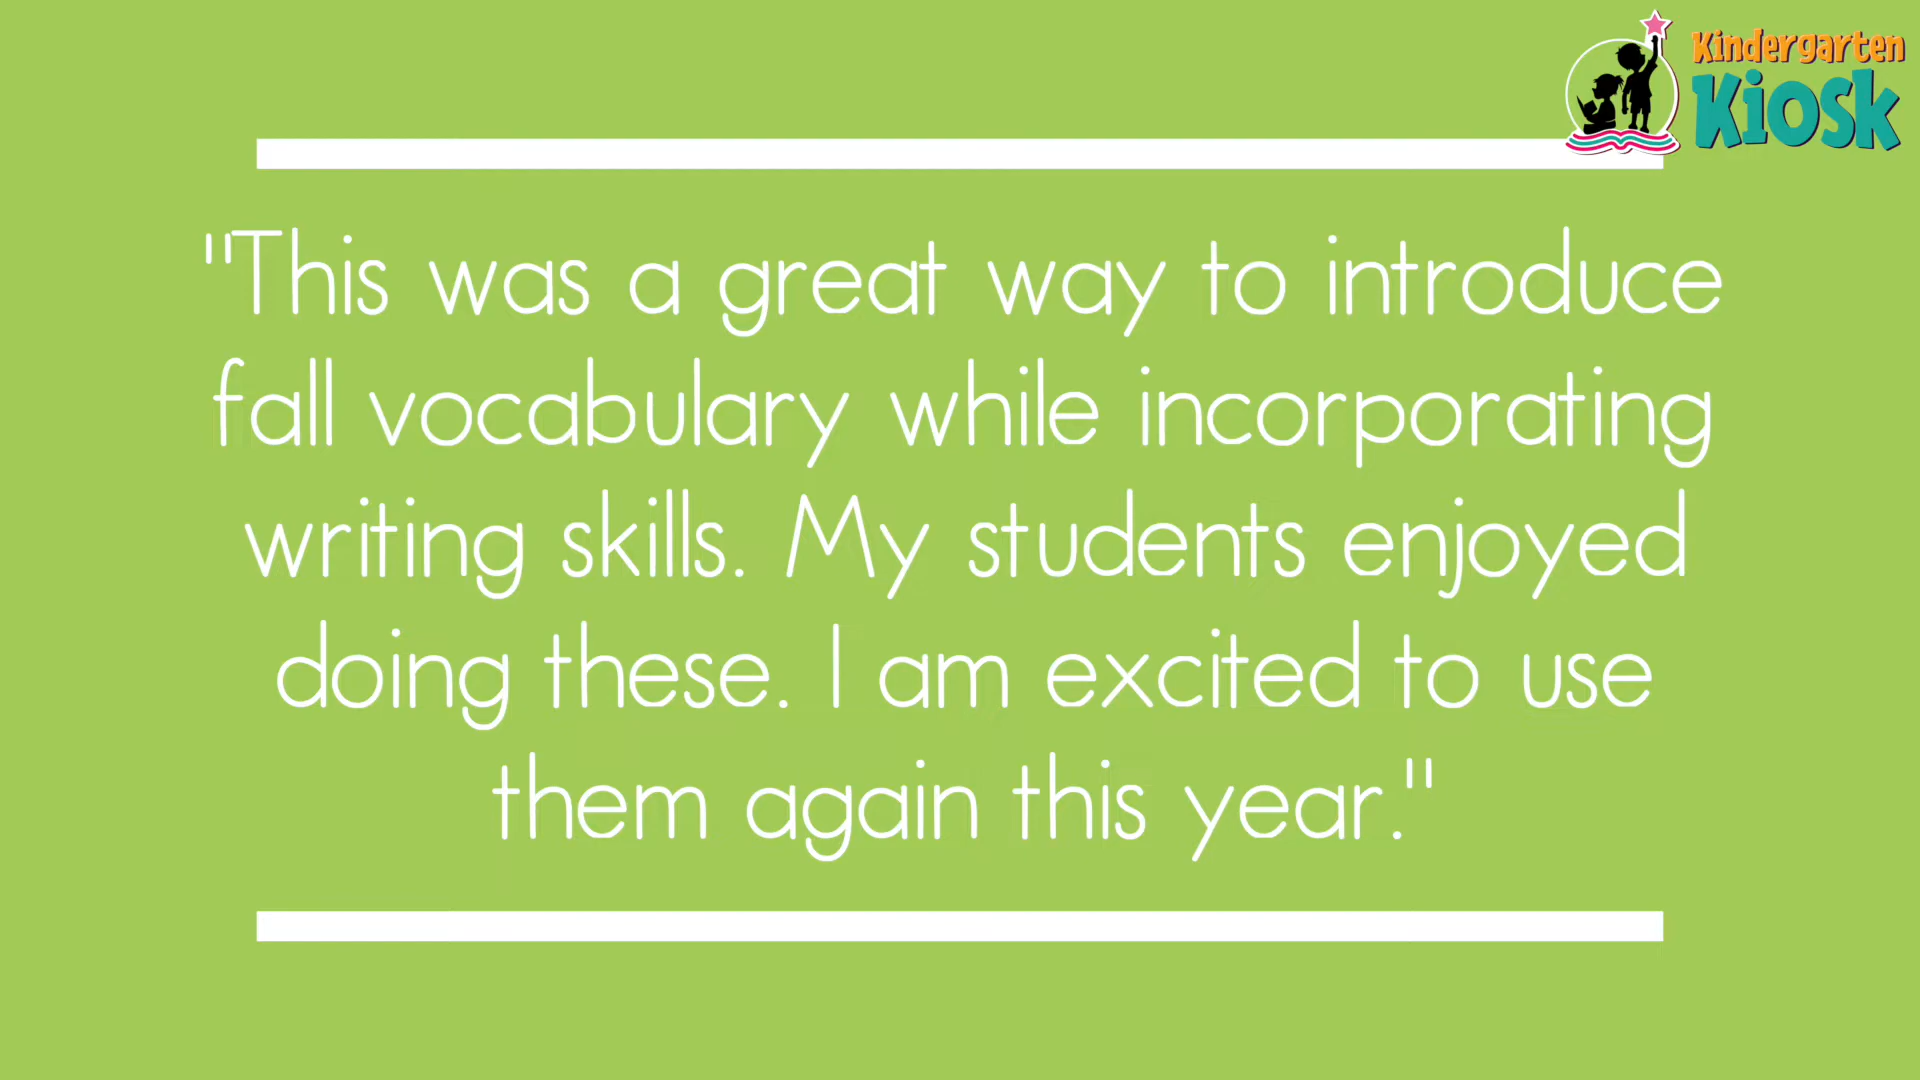 Kindergarten
Kiosk
"This was a great way to introduce
fall vocabulary while incorporating
writing skills. My students enjoyed
doing these. I am excited to use
them again this year."